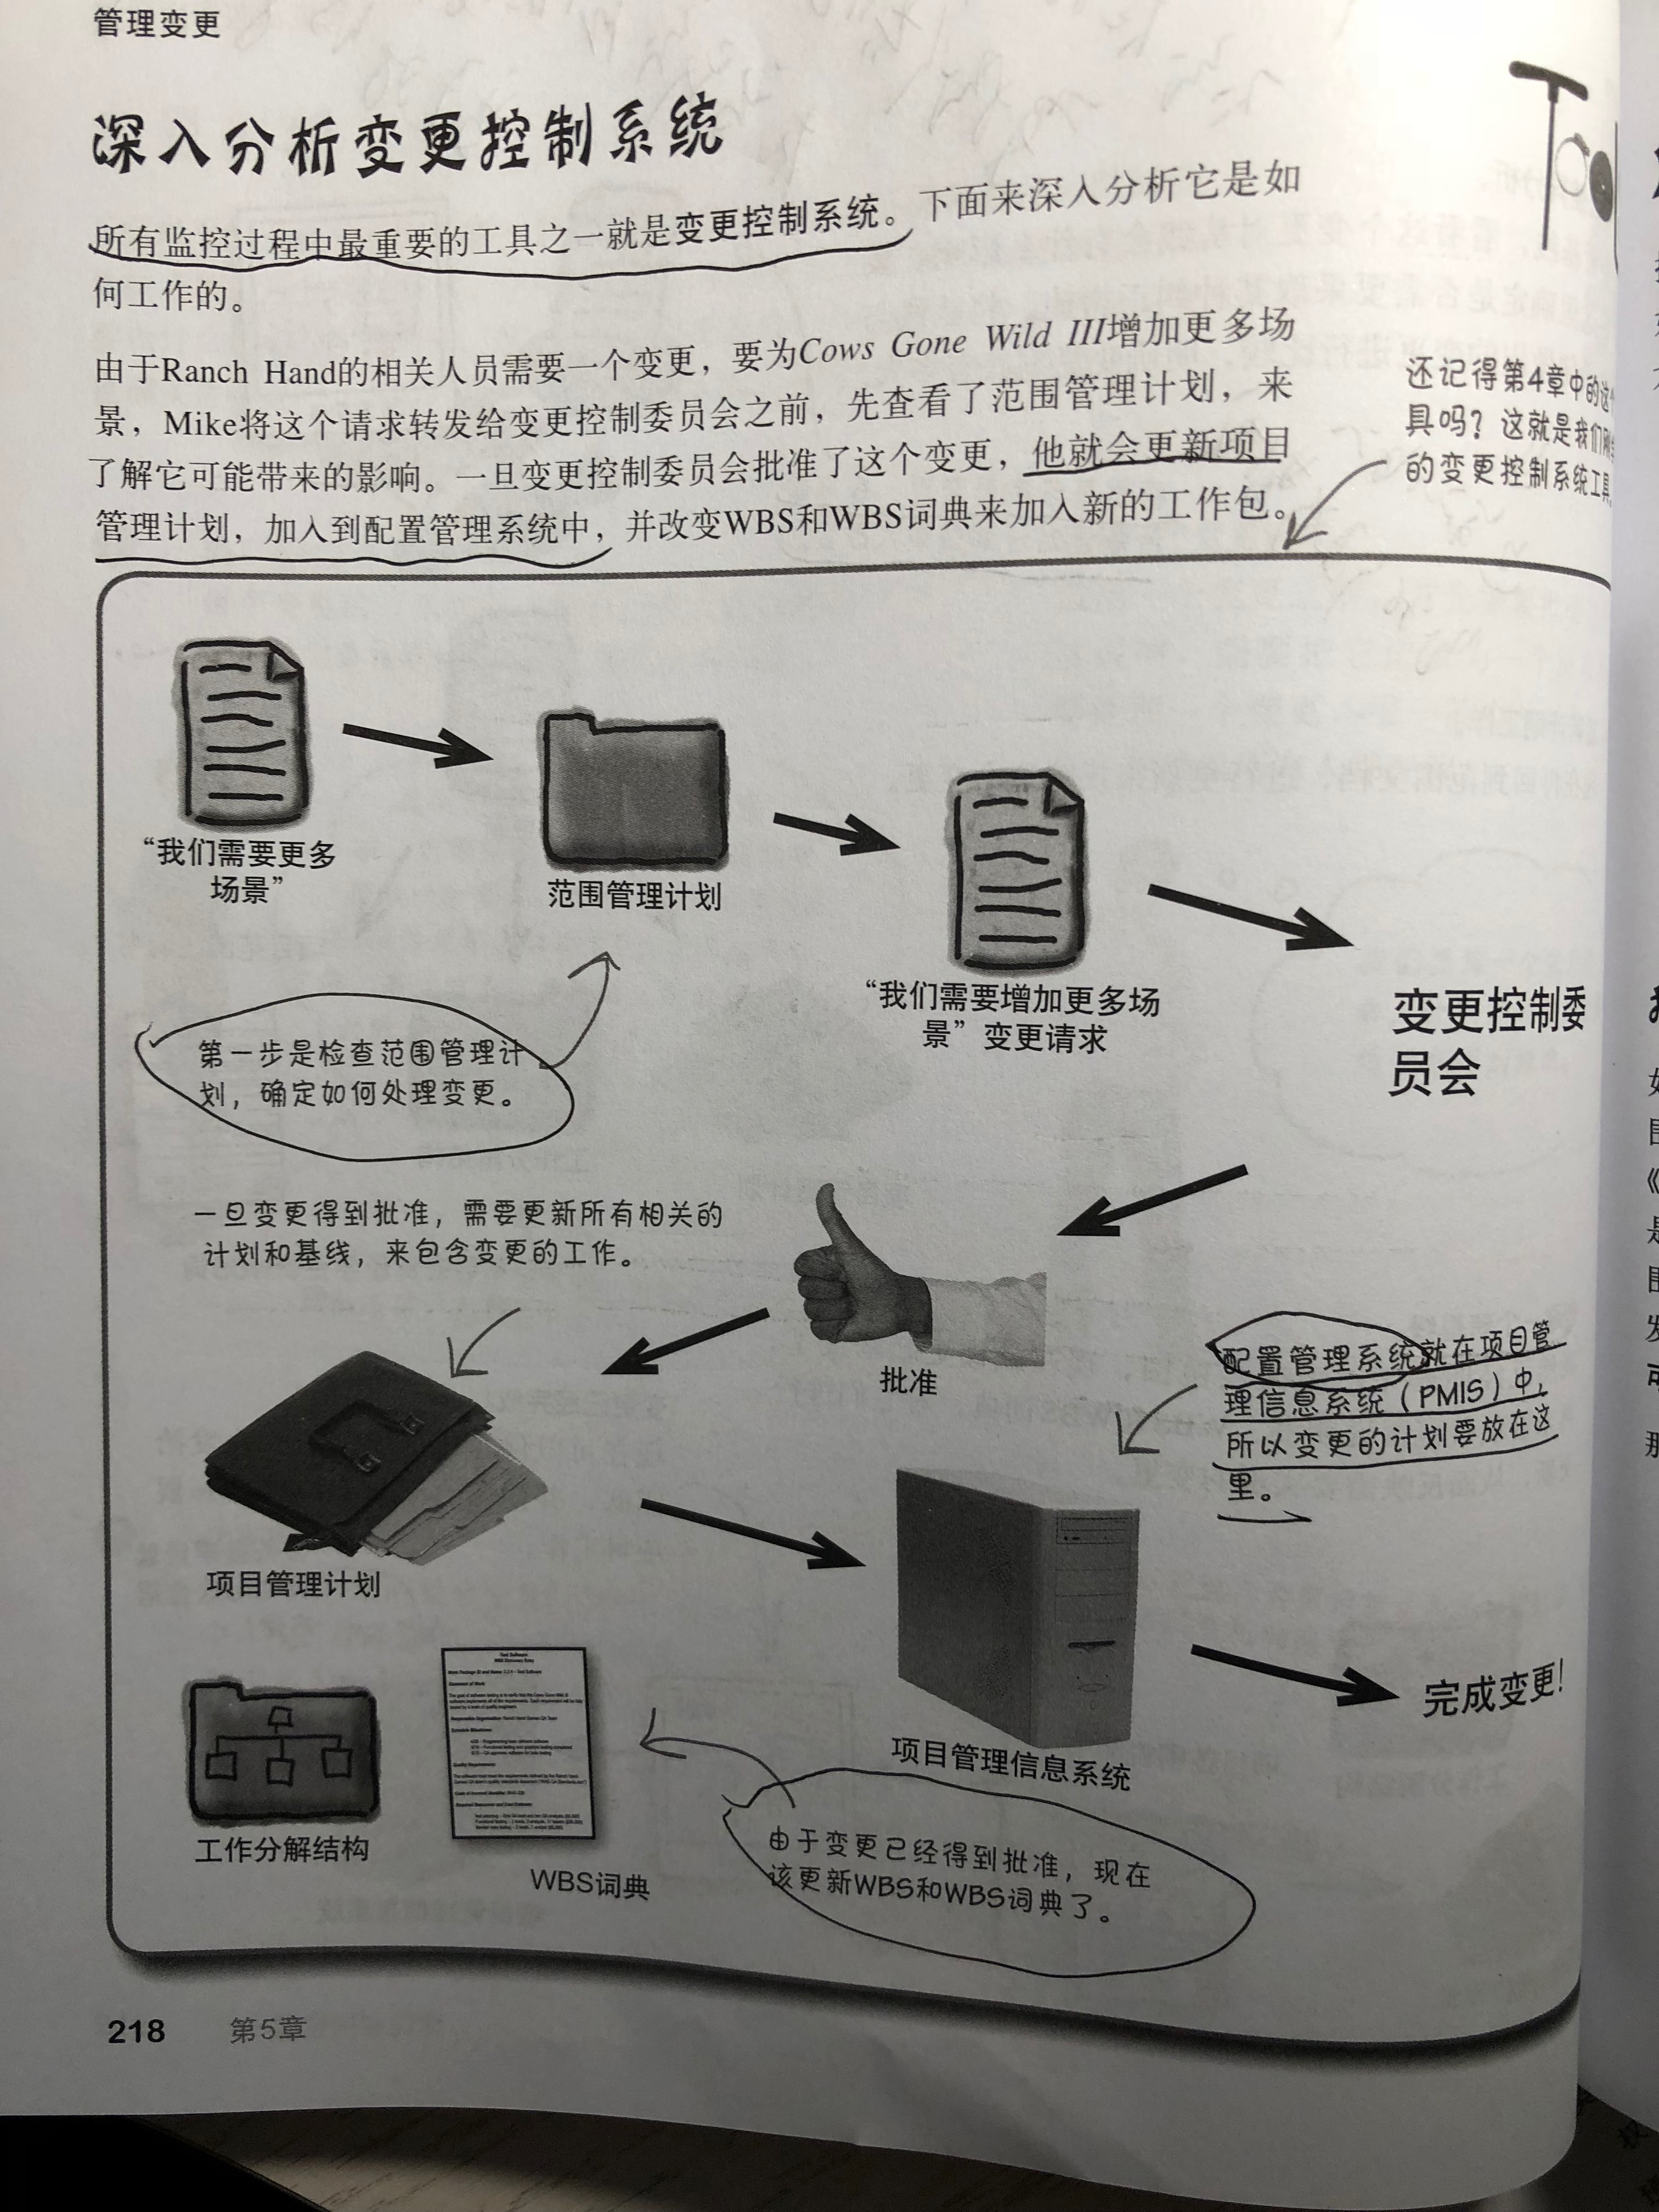 管理变更
深入分析变更控制系统
所有监控过程中最重要的工具之一就是变更控制系统。下面来深入分析它是如
何工作的。
由于Ranch Hand的相关人员需要一个变更，要为Cows Gone Wild III增加更多场
景，Mike将这个请求转发给变更控制委员会之前，先查看了范围管理计划，来
了解它可能带来的影响。一旦变更控制委员会批准了这个变更，他就会更新项目
管理计划，加入到配置管理系统中，并改变WBS和WBS词典来加入新的工作包。
还记得第4章中的这
具吗？这就是我们
的变更控制系统工具
“我们需要更多
场景”
范围管理计划
“我们需要增加更多场
景”变更请求
变更控制委
员会
第一步是检查范围管理计
划，确定如何处理变更。
一旦变更得到批准，需要更新所有相关的
计划和基线，来包含变更的工作。
批准
配置管理系统就在项目管
理信息系统（PMIS）中，
所以变更的计划要放在这
里。
项目管理计划
项目管理信息系统
完成变更！
工作分解结构
WBS词典
由于变更已经得到批准，现在
该更新WBS和WBS词典了。
218 第5章